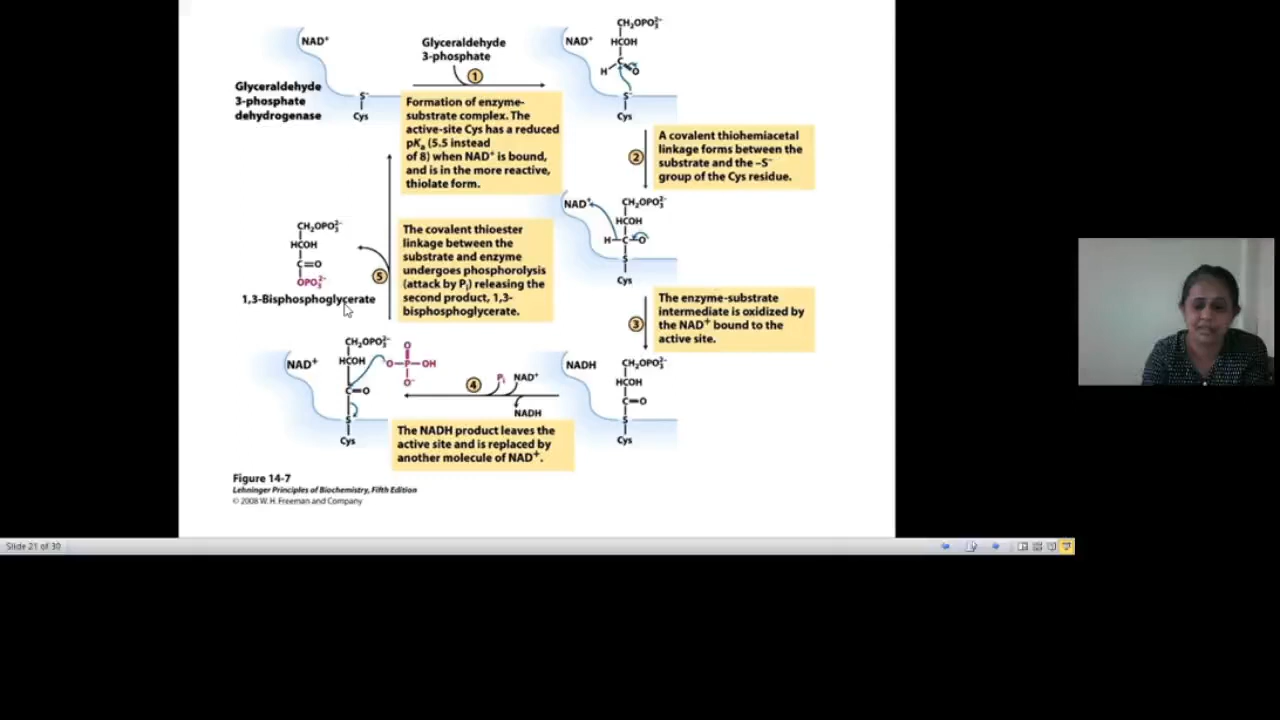 NAD⁺
Glyceraldehyde
3-phosphate
dehydrogenase
S⁻
Cys
Glyceraldehyde
3-phosphate
1
Formation of enzyme-
substrate complex. The
active-site Cys has a reduced
pKₐ (5.5 instead
of 8) when NAD⁺ is bound,
and is in the more reactive,
thiolate form.
NAD⁺
CH₂OPO₃²⁻
HCOH
H C O
S⁻
Cys
2
A covalent thiohemiacetal
linkage forms between the
substrate and the –S⁻
group of the Cys residue.
NAD⁺
CH₂OPO₃²⁻
HCOH
H–C–O⁻
S
Cys
3
The enzyme-substrate
intermediate is oxidized by
the NAD⁺ bound to the
active site.
NADH
CH₂OPO₃²⁻
HCOH
C=O
S
Cys
4
Pᵢ
NAD⁺
NADH
The NADH product leaves the
active site and is replaced by
another molecule of NAD⁺.
NAD⁺
CH₂OPO₃²⁻
HCOH
C=O
S
Cys
O
⁻O–P–OH
O⁻
5
The covalent thioester
linkage between the
substrate and enzyme
undergoes phosphorolysis
(attack by Pᵢ) releasing the
second product, 1,3-
bisphosphoglycerate.
CH₂OPO₃²⁻
HCOH
C=O
OPO₃²⁻
1,3-Bisphosphoglycerate
Figure 14-7
Lehninger Principles of Biochemistry, Fifth Edition
© 2008 W. H. Freeman and Company
Slide 21 of 30